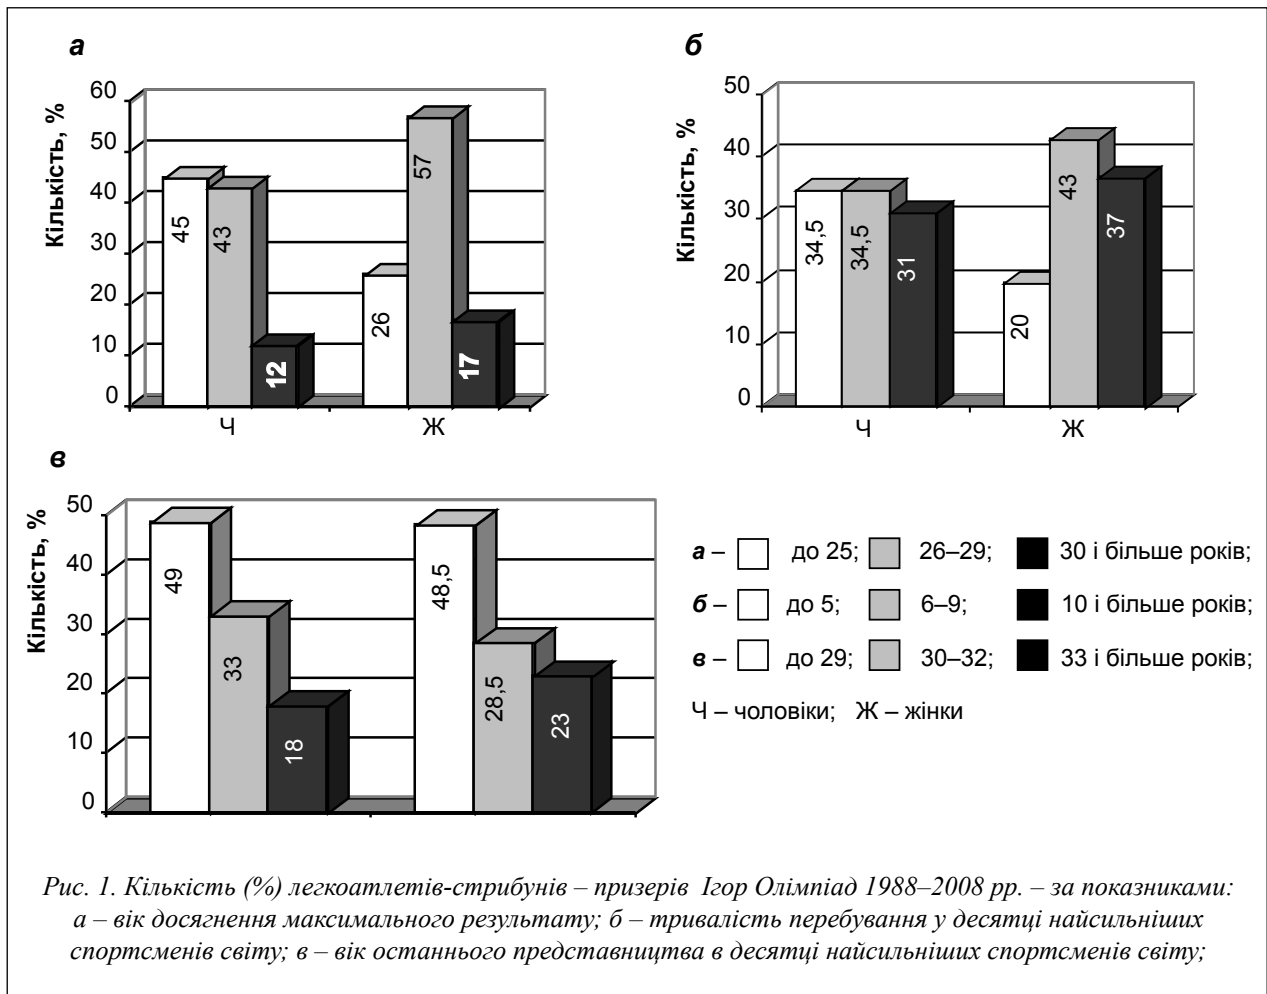 а
Кількість, %
60
50
40
30
20
10
0
45
43
12
26
57
17
Ч
Ж
б
Кількість, %
50
40
30
20
10
0
34,5
34,5
31
20
43
37
Ч
Ж
в
Кількість, %
50
40
30
20
10
0
49
33
18
48,5
28,5
23
а – до 25; 26–29; 30 і більше років;
б – до 5; 6–9; 10 і більше років;
в – до 29; 30–32; 33 і більше років;
Ч – чоловіки; Ж – жінки
Рис. 1. Кількість (%) легкоатлетів-стрибунів – призерів Ігор Олімпіад 1988–2008 рр. – за показниками:
а – вік досягнення максимального результату; б – тривалість перебування у десятці найсильніших
спортсменів світу; в – вік останнього представництва в десятці найсильніших спортсменів світу;